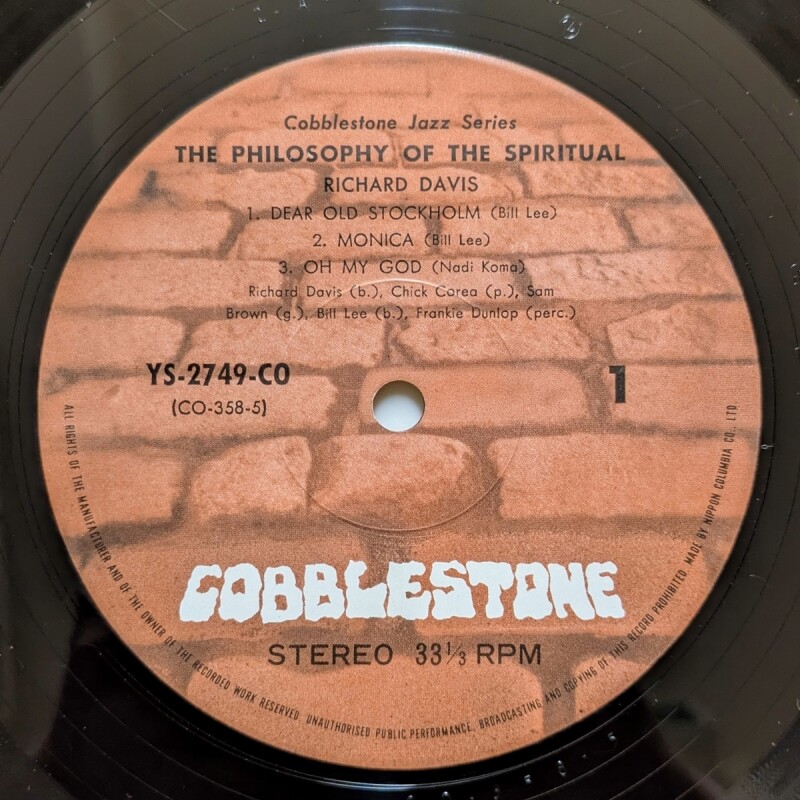 Cobblestone Jazz Series
THE PHILOSOPHY OF THE SPIRITUAL
RICHARD DAVIS
1. DEAR OLD STOCKHOLM (Bill Lee)
2. MONICA (Bill Lee)
3. OH MY GOD (Nadi Koma)
Richard Davis (b.), Chick Corea (p.), Sam
Brown (g.), Bill Lee (b.), Frankie Dunlop (perc.)
YS-2749-CO
(CO-358-5)
1
COBBLESTONE
STEREO 33⅓ RPM
ALL RIGHTS OF THE MANUFACTURER AND OF THE OWNER OF THE RECORDED WORK RESERVED. UNAUTHORISED PUBLIC PERFORMANCE, BROADCASTING AND COPYING OF THIS RECORD PROHIBITED. MADE BY NIPPON COLUMBIA CO., LTD.